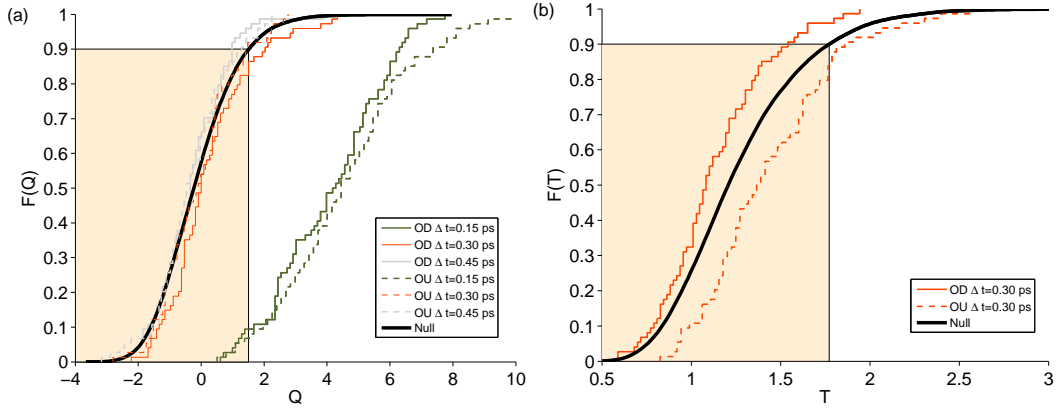 (a)
F(Q)
1
0.9
0.8
0.7
0.6
0.5
0.4
0.3
0.2
0.1
0
−4 −2 0 2 4 6 8 10
Q
OD Δ t=0.15 ps
OD Δ t=0.30 ps
OD Δ t=0.45 ps
OU Δ t=0.15 ps
OU Δ t=0.30 ps
OU Δ t=0.45 ps
Null
(b)
F(T)
1
0.9
0.8
0.7
0.6
0.5
0.4
0.3
0.2
0.1
0
0.5 1 1.5 2 2.5 3
T
OD Δ t=0.30 ps
OU Δ t=0.30 ps
Null